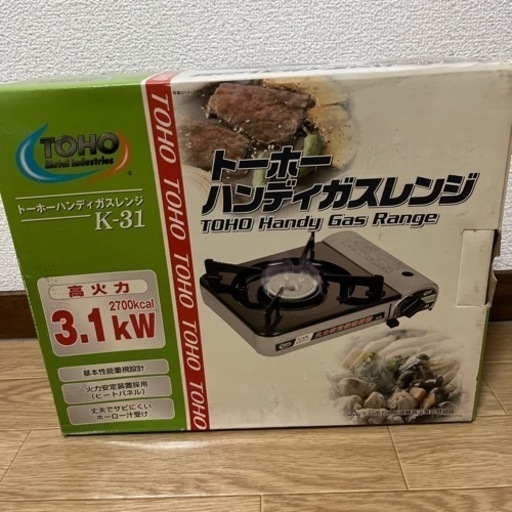 TOHO
Metal Industries
トーホーハンディガスレンジ
K-31
高火力
2700kcal
3.1kW
基本性能重視設計
火力安定装置採用
(ヒートパネル)
丈夫でサビにくい
ホーロー汁受け
TOHO TOHO TOHO TOHO TOHO
トーホー
ハンディガスレンジ
TOHO Handy Gas Range